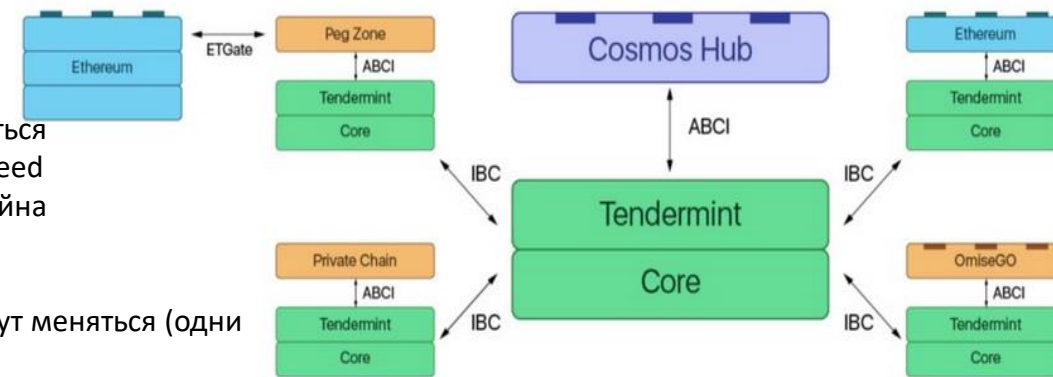 Ethereum
ETGate
Peg Zone
ABCI
Tendermint
Core
Cosmos Hub
ABCI
Ethereum
ABCI
Tendermint
Core
ться
eed
йна
IBC
IBC
Tendermint
Core
Private Chain
ABCI
Tendermint
Core
IBC
IBC
OmiseGO
ABCI
Tendermint
Core
ут меняться (одни